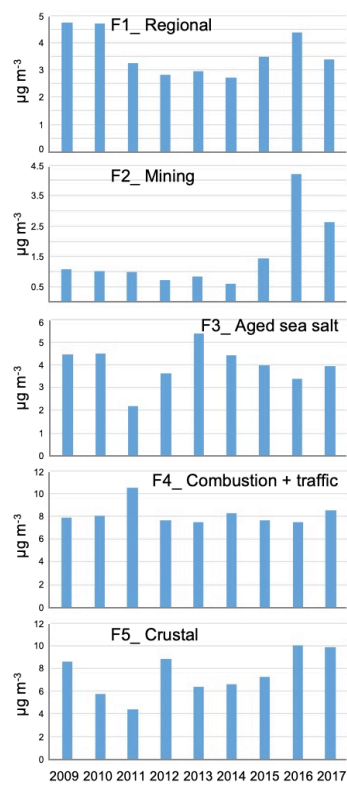 F1_ Regional
µg m-3
5
4
3
2
1
0
F2_ Mining
µg m-3
4.5
3.5
2.5
1.5
0.5
F3_ Aged sea salt
µg m-3
6
5
4
3
2
1
0
F4_ Combustion + traffic
µg m-3
12
10
8
6
4
2
0
F5_ Crustal
µg m-3
12
10
8
6
4
2
0
2009 2010 2011 2012 2013 2014 2015 2016 2017